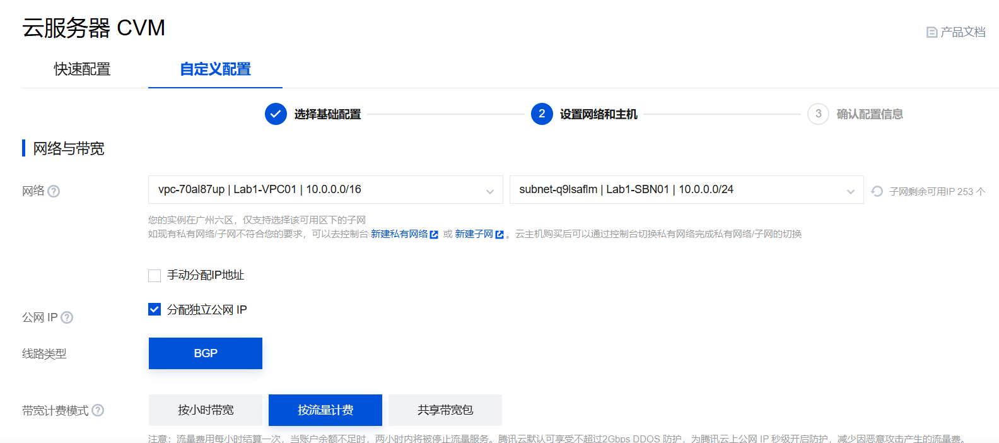 云服务器 CVM
产品文档
快速配置
自定义配置
选择基础配置
2 设置网络和主机
3 确认配置信息
网络与带宽
网络 ?
vpc-70al87up | Lab1-VPC01 | 10.0.0.0/16
subnet-q9lsaflm | Lab1-SBN01 | 10.0.0.0/24
子网剩余可用IP 253 个
您的实例在广州六区，仅支持选择该可用区下的子网
如现有私有网络/子网不符合您的要求，可以去控制台 新建私有网络 或 新建子网 。云主机购买后可以通过控制台切换私有网络完成私有网络/子网的切换
手动分配IP地址
公网 IP ?
分配独立公网 IP
线路类型
BGP
带宽计费模式 ?
按小时带宽
按流量计费
共享带宽包
注意：流量费用每小时结算一次，当账户余额不足时，两小时内将被停止流量服务。腾讯云默认可享受不超过2Gbps DDOS 防护，为腾讯云上公网 IP 秒级开启防护，减少因恶意攻击产生的流量费。